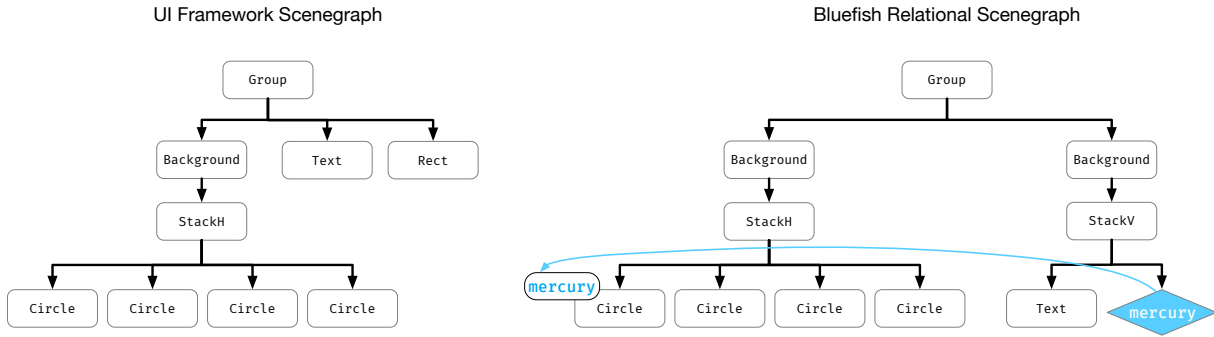 UI Framework Scenegraph
Group
Background
Text
Rect
StackH
Circle
Circle
Circle
Circle
Bluefish Relational Scenegraph
Group
Background
Background
StackH
StackV
mercury
Circle
Circle
Circle
Circle
Text
mercury